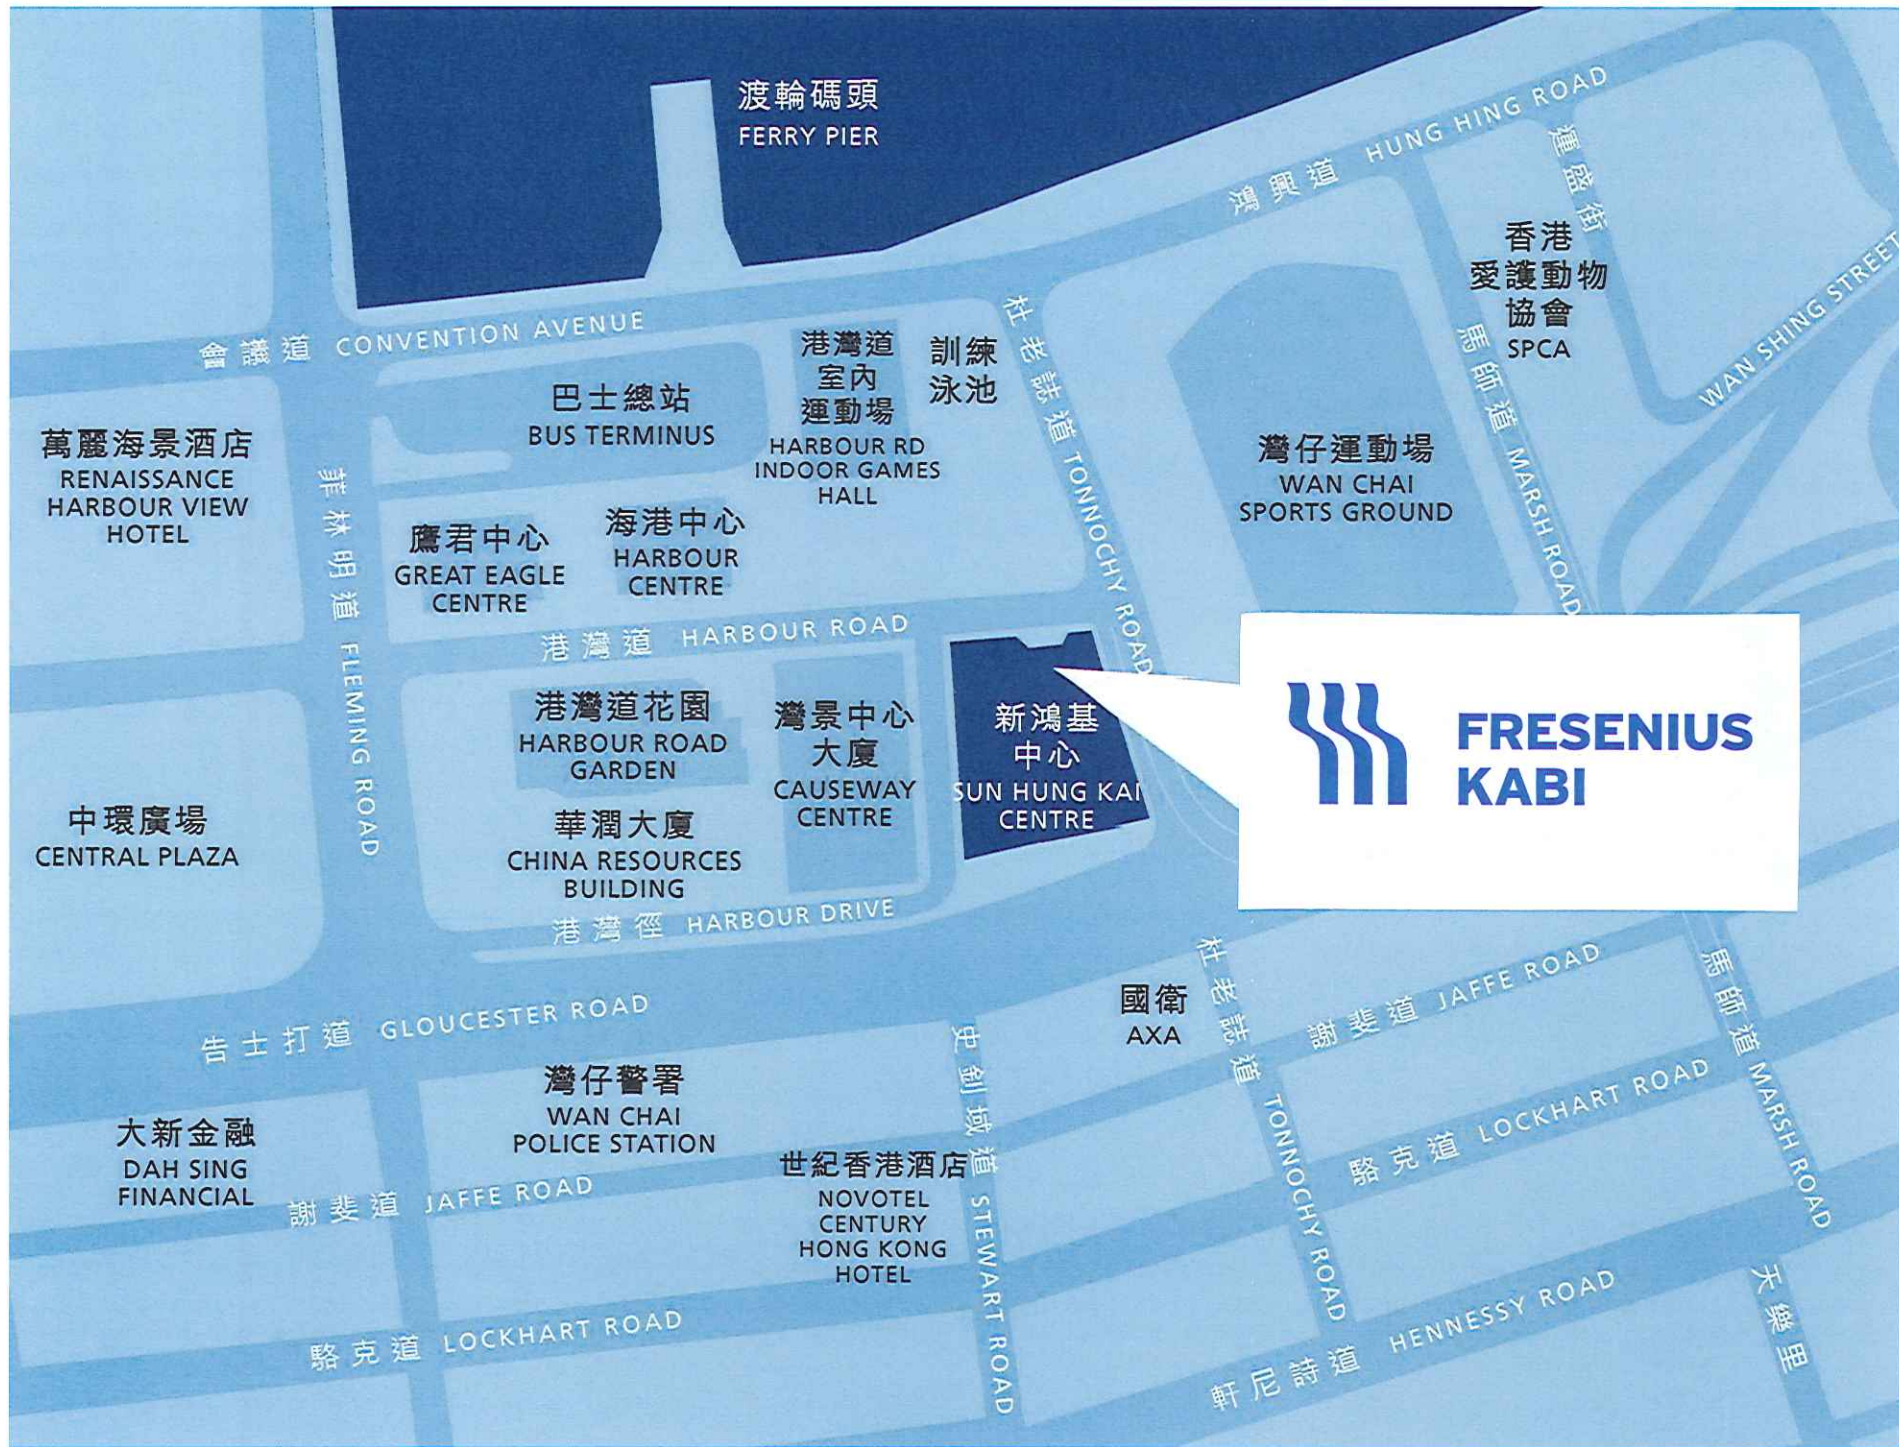 渡輪碼頭
FERRY PIER
鴻興道 HUNG HING ROAD
運盛街
WAN SHING STREET
香港
愛護動物
協會
SPCA
會議道 CONVENTION AVENUE
巴士總站
BUS TERMINUS
港灣道
室內
運動場
HARBOUR RD
INDOOR GAMES
HALL
訓練
泳池
杜老誌道 TONNOCHY ROAD
灣仔運動場
WAN CHAI
SPORTS GROUND
馬師道 MARSH ROAD
萬麗海景酒店
RENAISSANCE
HARBOUR VIEW
HOTEL
菲林明道 FLEMING ROAD
鷹君中心
GREAT EAGLE
CENTRE
海港中心
HARBOUR
CENTRE
港灣道 HARBOUR ROAD
港灣道花園
HARBOUR ROAD
GARDEN
灣景中心
大廈
CAUSEWAY
CENTRE
新鴻基
中心
SUN HUNG KAI
CENTRE
FRESENIUS
KABI
中環廣場
CENTRAL PLAZA
華潤大廈
CHINA RESOURCES
BUILDING
港灣徑 HARBOUR DRIVE
告士打道 GLOUCESTER ROAD
國衛
AXA
杜老誌道 TONNOCHY ROAD
謝斐道 JAFFE ROAD
馬師道 MARSH ROAD
史釗域道 STEWART ROAD
灣仔警署
WAN CHAI
POLICE STATION
大新金融
DAH SING
FINANCIAL
謝斐道 JAFFE ROAD
世紀香港酒店
NOVOTEL
CENTURY
HONG KONG
HOTEL
駱克道 LOCKHART ROAD
駱克道 LOCKHART ROAD
軒尼詩道 HENNESSY ROAD
天樂里